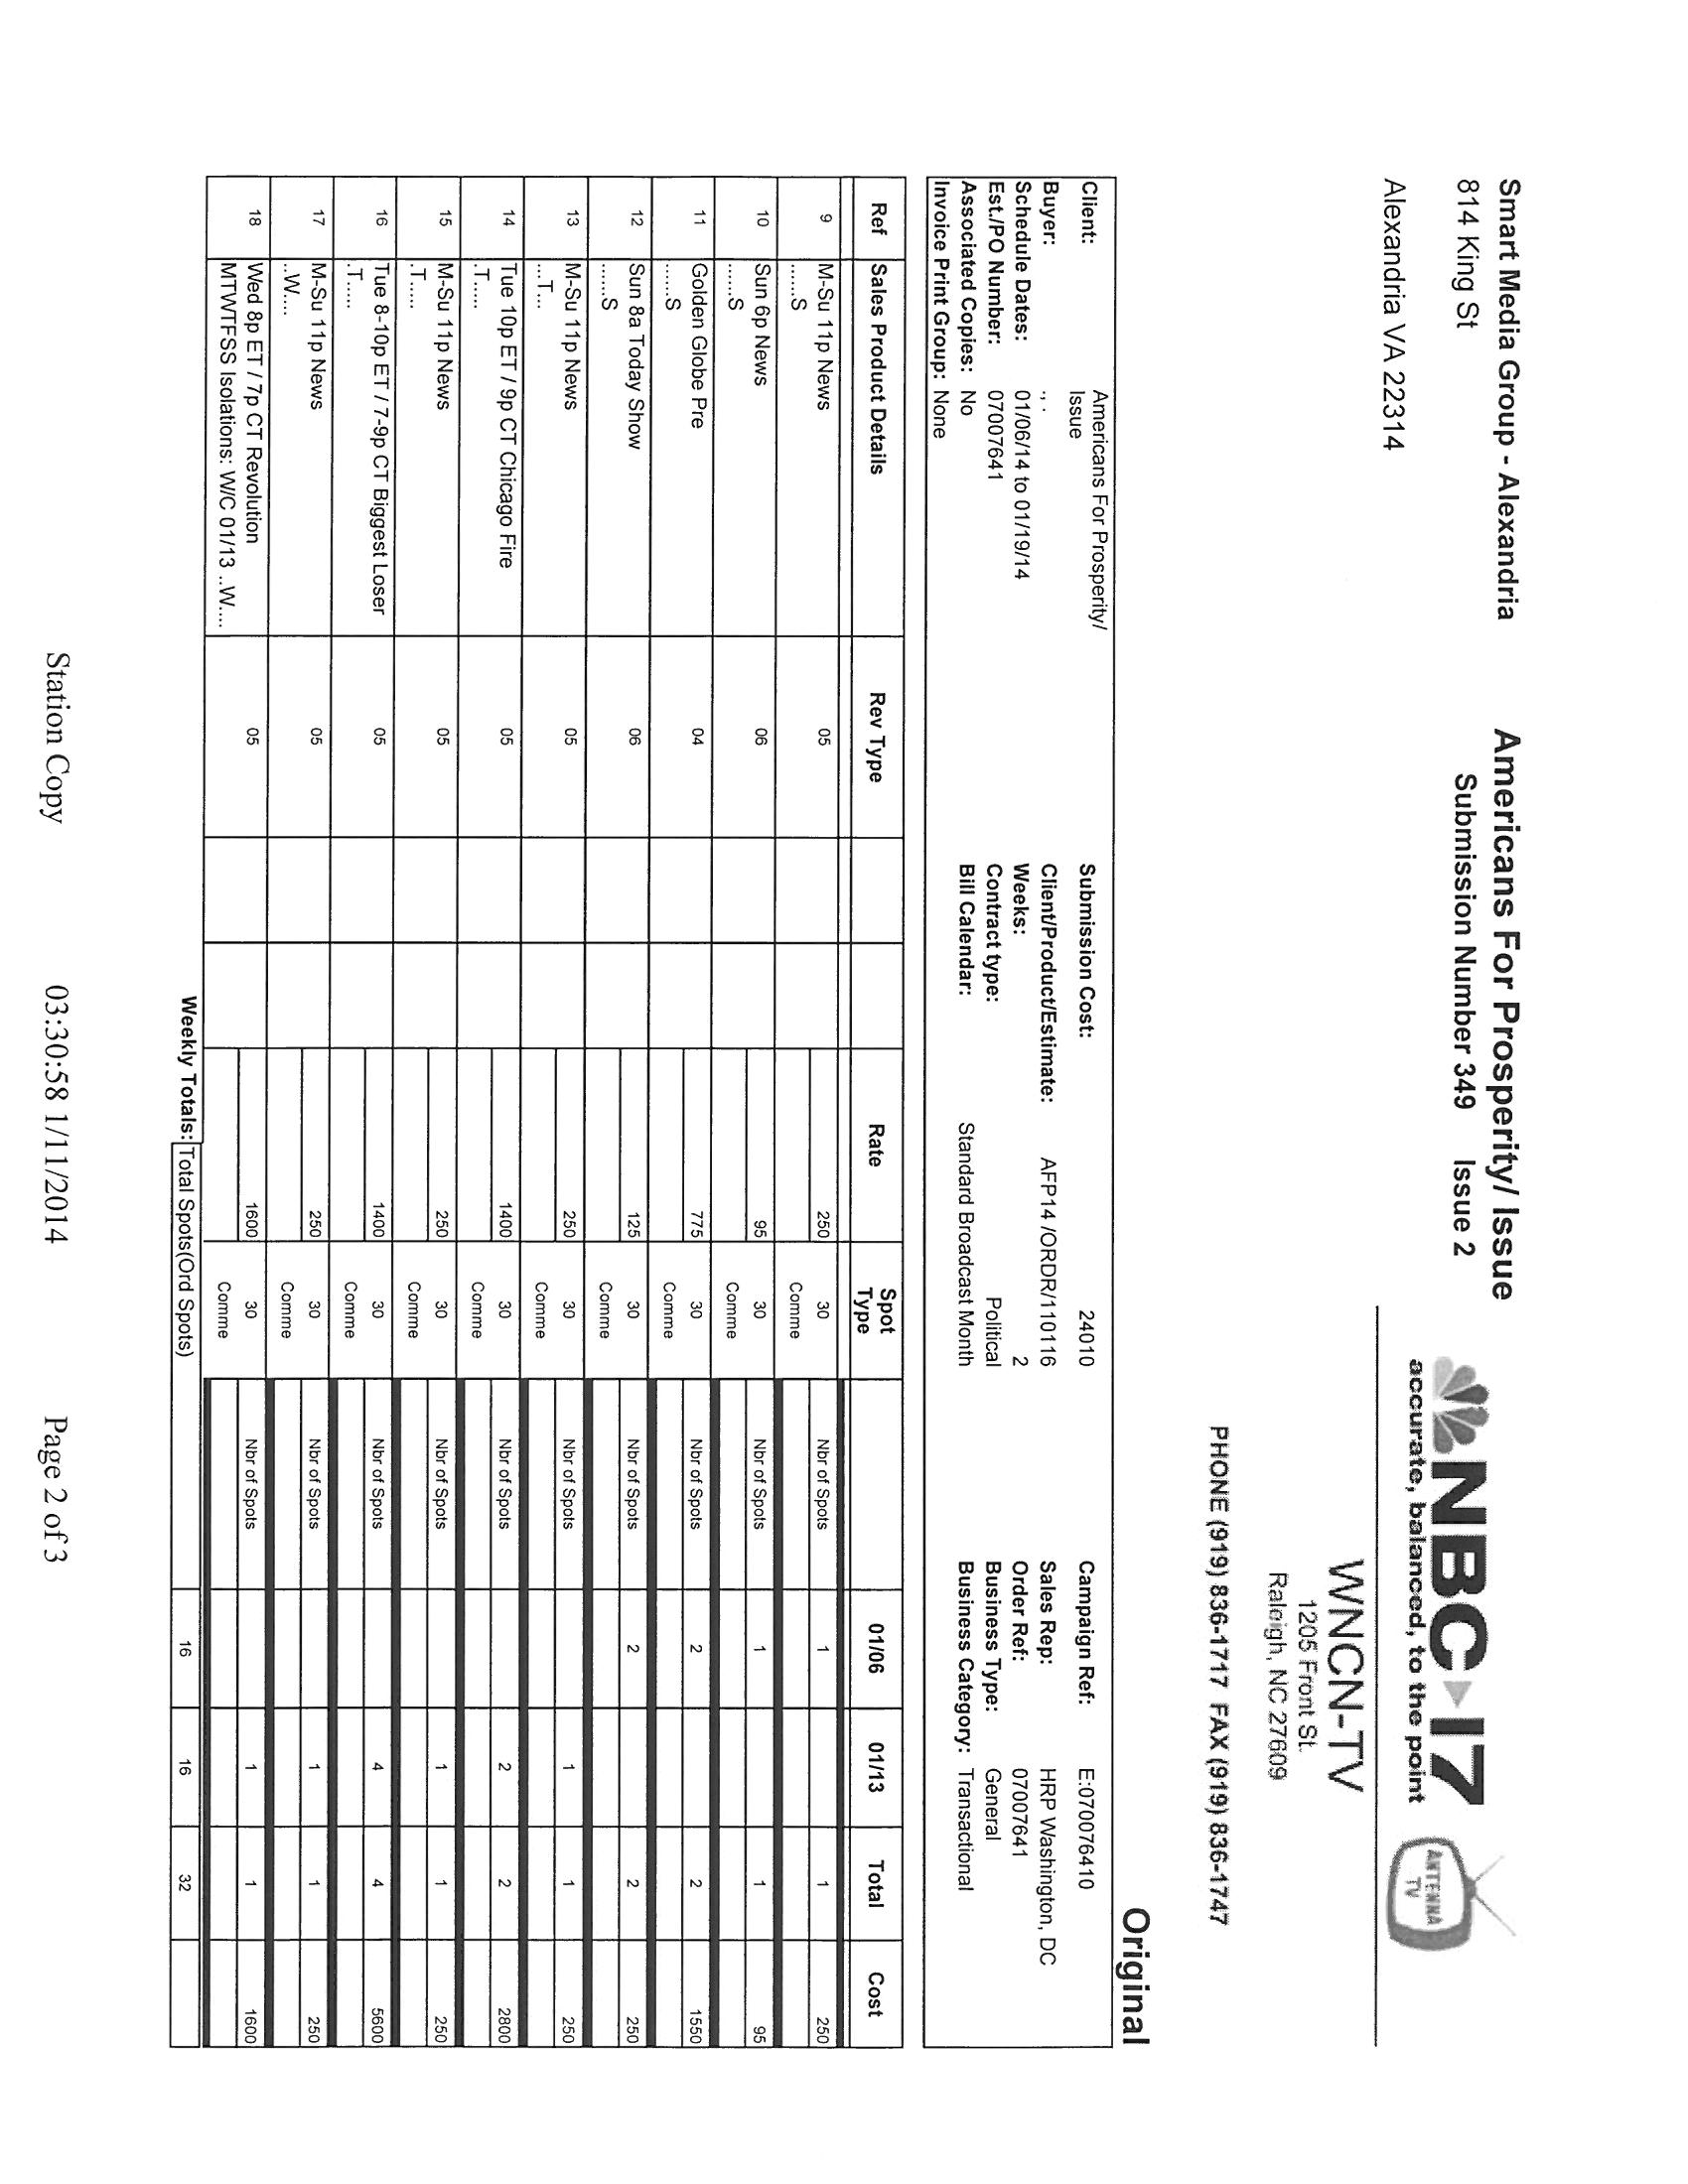 Smart Media Group - Alexandria
814 King St
Alexandria VA 22314
Americans For Prosperity/ Issue
Submission Number 349 Issue 2
NBC 17
accurate, balanced, to the point
ANTENNA TV
WNCN-TV
1205 Front St.
Raleigh, NC 27609
PHONE (919) 836-1717 FAX (919) 836-1747
Original
Client: Americans For Prosperity/ Issue
Buyer: , .
Schedule Dates: 01/06/14 to 01/19/14
Est./PO Number: 07007641
Associated Copies: No
Invoice Print Group: None
Submission Cost: 24010
Client/Product/Estimate: AFP14 /ORDR/110116
Weeks: 2
Contract type: Political
Bill Calendar: Standard Broadcast Month
Campaign Ref: E:070076410
Sales Rep: HRP Washington, DC
Order Ref: 07007641
Business Type: General
Business Category: Transactional
Ref Sales Product Details Rev Type Rate Spot Type 01/06 01/13 Total Cost
9 M-Su 11p News 05 250 30 Nbr of Spots 1 1 250
......S Comme
10 Sun 6p News 06 95 30 Nbr of Spots 1 1 95
......S Comme
11 Golden Globe Pre 04 775 30 Nbr of Spots 2 2 1550
......S Comme
12 Sun 8a Today Show 06 125 30 Nbr of Spots 2 2 250
......S Comme
13 M-Su 11p News 05 250 30 Nbr of Spots 1 1 250
...T... Comme
14 Tue 10p ET / 9p CT Chicago Fire 05 1400 30 Nbr of Spots 2 2 2800
.T..... Comme
15 M-Su 11p News 05 250 30 Nbr of Spots 1 1 250
.T..... Comme
16 Tue 8-10p ET / 7-9p CT Biggest Loser 05 1400 30 Nbr of Spots 4 4 5600
.T..... Comme
17 M-Su 11p News 05 250 30 Nbr of Spots 1 1 250
..W.... Comme
18 Wed 8p ET / 7p CT Revolution 05 1600 30 Nbr of Spots 1 1 1600
MTWTFSS Isolations: W/C 01/13 ..W.... Comme
Weekly Totals: Total Spots(Ord Spots) 16 16 32
Station Copy 03:30:58 1/11/2014 Page 2 of 3